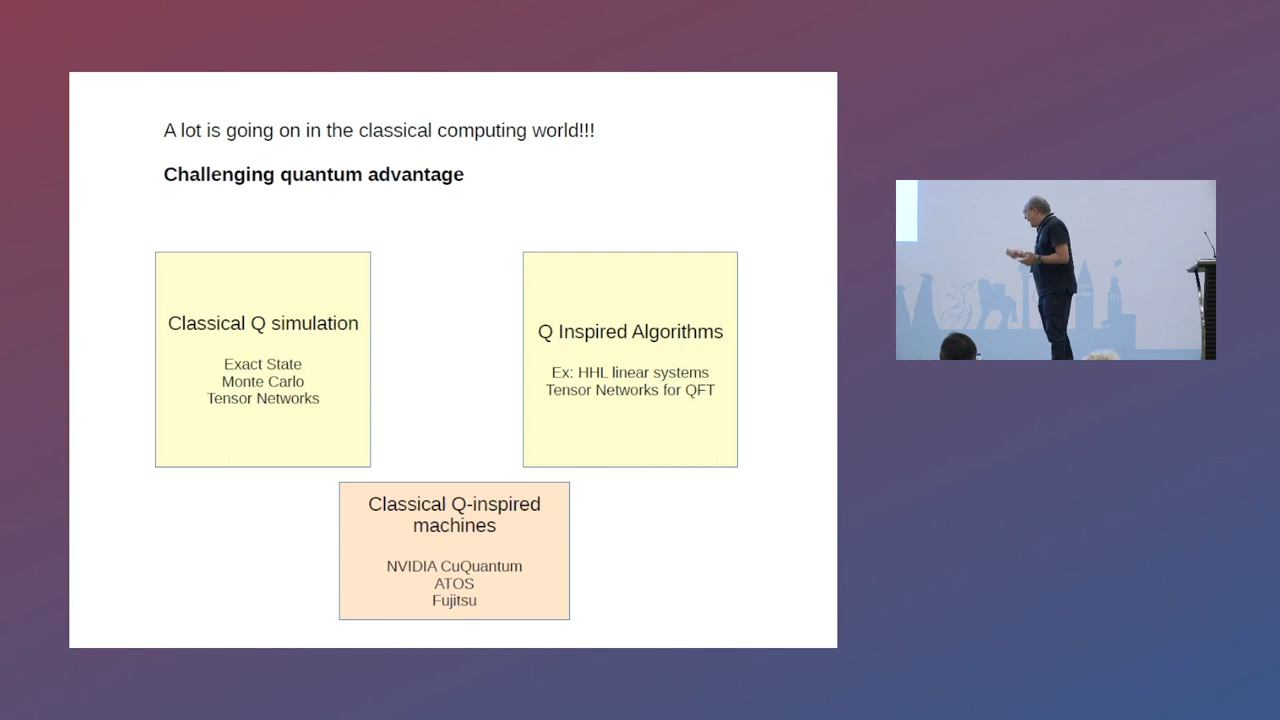 A lot is going on in the classical computing world!!!
Challenging quantum advantage
Classical Q simulation
Exact State
Monte Carlo
Tensor Networks
Q Inspired Algorithms
Ex: HHL linear systems
Tensor Networks for QFT
Classical Q-inspired
machines
NVIDIA CuQuantum
ATOS
Fujitsu